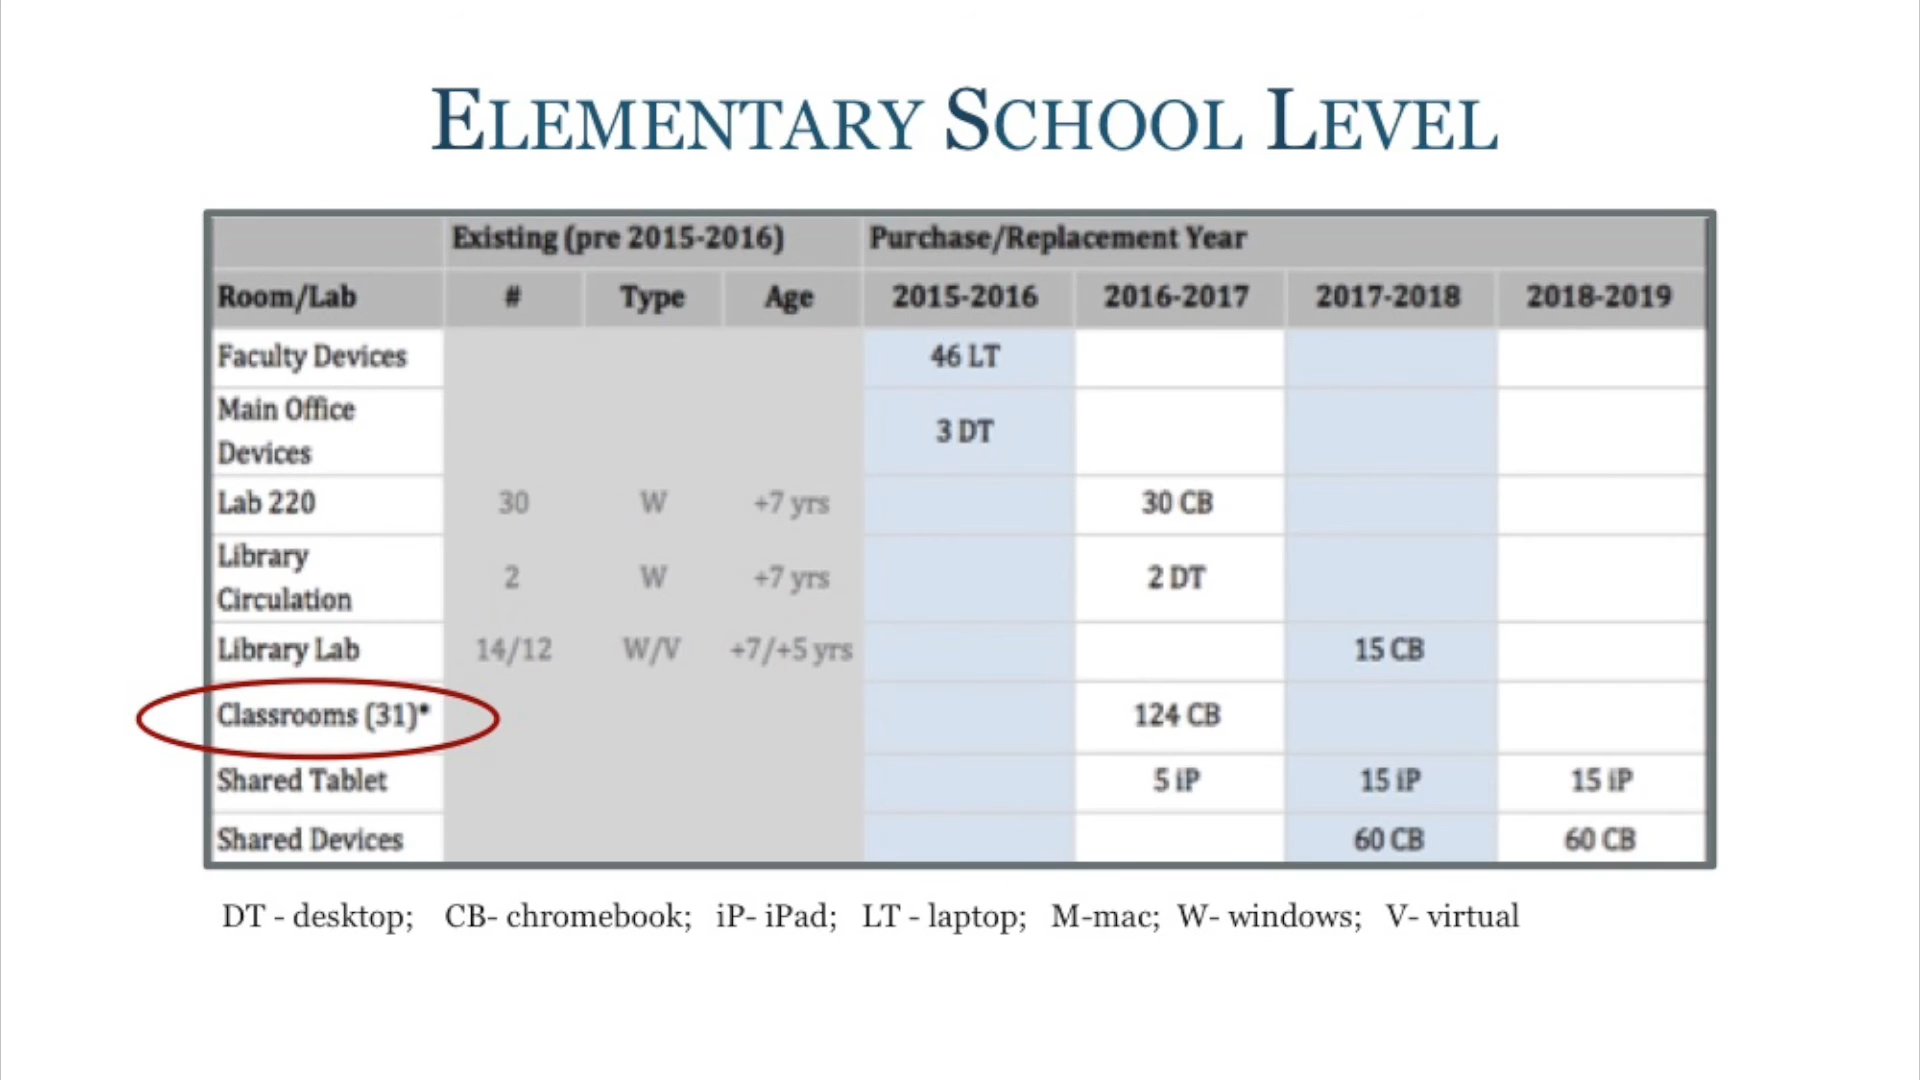 ELEMENTARY SCHOOL LEVEL
Existing (pre 2015-2016) Purchase/Replacement Year
Room/Lab # Type Age 2015-2016 2016-2017 2017-2018 2018-2019
Faculty Devices 46 LT
Main Office
Devices 3 DT
Lab 220 30 W +7 yrs 30 CB
Library
Circulation 2 W +7 yrs 2 DT
Library Lab 14/12 W/V +7/+5 yrs 15 CB
Classrooms (31)* 124 CB
Shared Tablet 5 iP 15 iP 15 iP
Shared Devices 60 CB 60 CB
DT - desktop; CB- chromebook; iP- iPad; LT - laptop; M-mac; W- windows; V- virtual